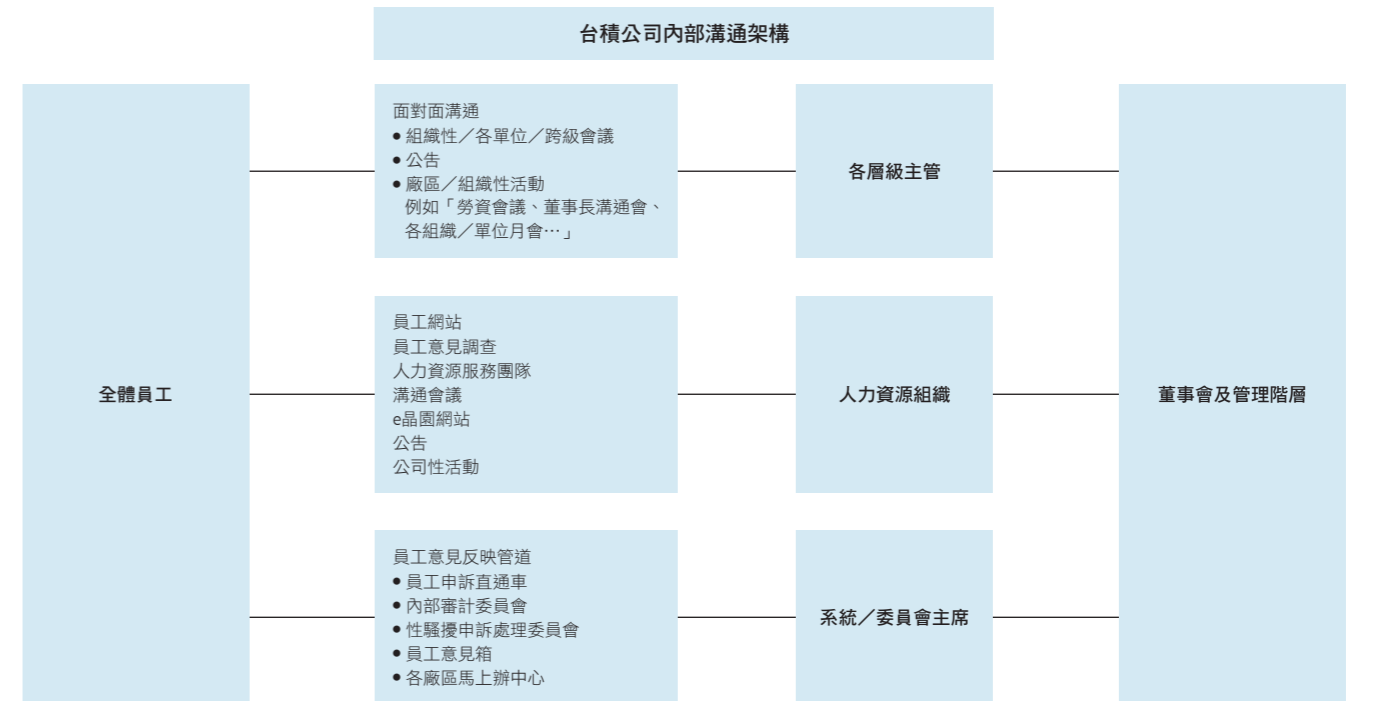 台積公司內部溝通架構
全體員工
面對面溝通
● 組織性／各單位／跨級會議
● 公告
● 廠區／組織性活動
例如「勞資會議、董事長溝通會、
各組織／單位月會…」
各層級主管
員工網站
員工意見調查
人力資源服務團隊
溝通會議
e晶園網站
公告
公司性活動
人力資源組織
員工意見反映管道
● 員工申訴直通車
● 內部審計委員會
● 性騷擾申訴處理委員會
● 員工意見箱
● 各廠區馬上辦中心
系統／委員會主席
董事會及管理階層